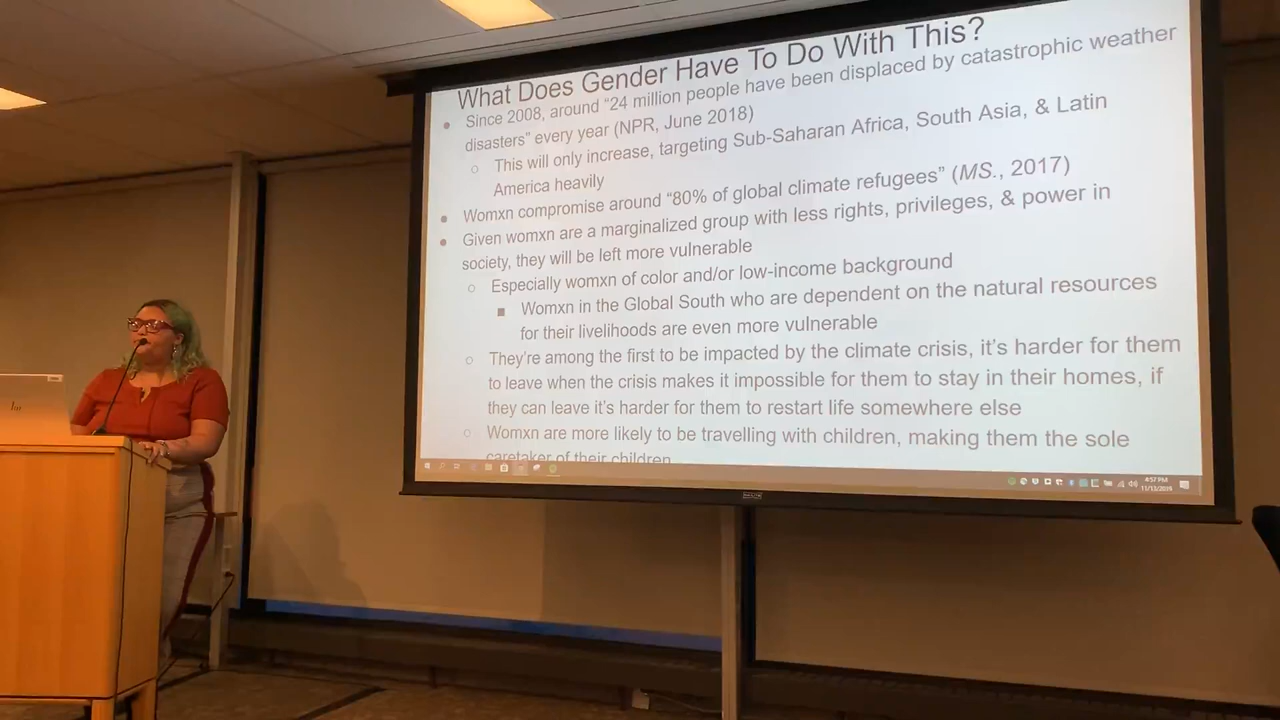 What Does Gender Have To Do With This?
● Since 2008, around “24 million people have been displaced by catastrophic weather
disasters” every year (NPR, June 2018)
○ This will only increase, targeting Sub-Saharan Africa, South Asia, & Latin
America heavily
● Womxn compromise around “80% of global climate refugees” (MS., 2017)
● Given womxn are a marginalized group with less rights, privileges, & power in
society, they will be left more vulnerable
○ Especially womxn of color and/or low-income background
■ Womxn in the Global South who are dependent on the natural resources
for their livelihoods are even more vulnerable
○ They’re among the first to be impacted by the climate crisis, it’s harder for them
to leave when the crisis makes it impossible for them to stay in their homes, if
they can leave it’s harder for them to restart life somewhere else
○ Womxn are more likely to be travelling with children, making them the sole
caretaker of their children
4:57 PM
hp